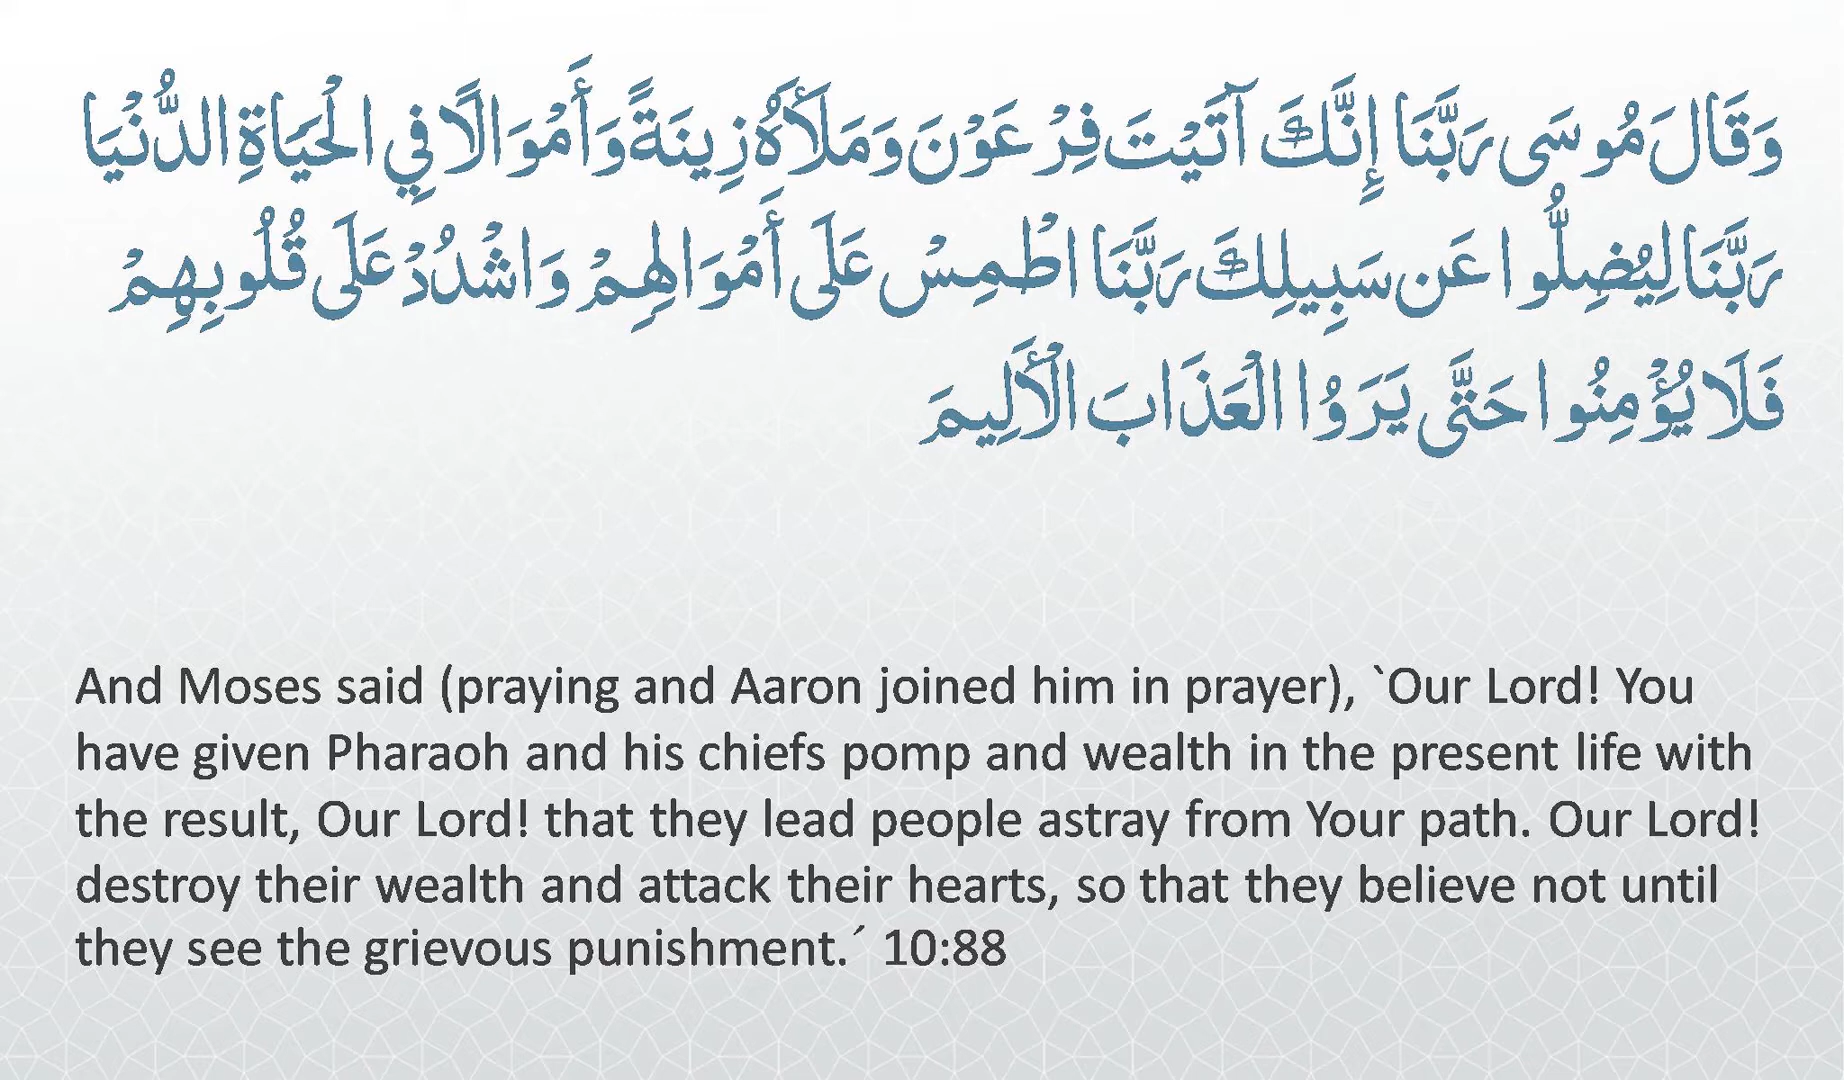 وَقَالَ مُوسَى رَبَّنَا إِنَّكَ آتَيْتَ فِرْعَوْنَ وَمَلَأَهُ زِينَةً وَأَمْوَالًا فِي الْحَيَاةِ الدُّنْيَا
رَبَّنَا لِيُضِلُّوا عَن سَبِيلِكَ رَبَّنَا اطْمِسْ عَلَى أَمْوَالِهِمْ وَاشْدُدْ عَلَى قُلُوبِهِمْ
فَلَا يُؤْمِنُوا حَتَّى يَرَوُا الْعَذَابَ الْأَلِيمَ
And Moses said (praying and Aaron joined him in prayer), `Our Lord! You
have given Pharaoh and his chiefs pomp and wealth in the present life with
the result, Our Lord! that they lead people astray from Your path. Our Lord!
destroy their wealth and attack their hearts, so that they believe not until
they see the grievous punishment.´ 10:88